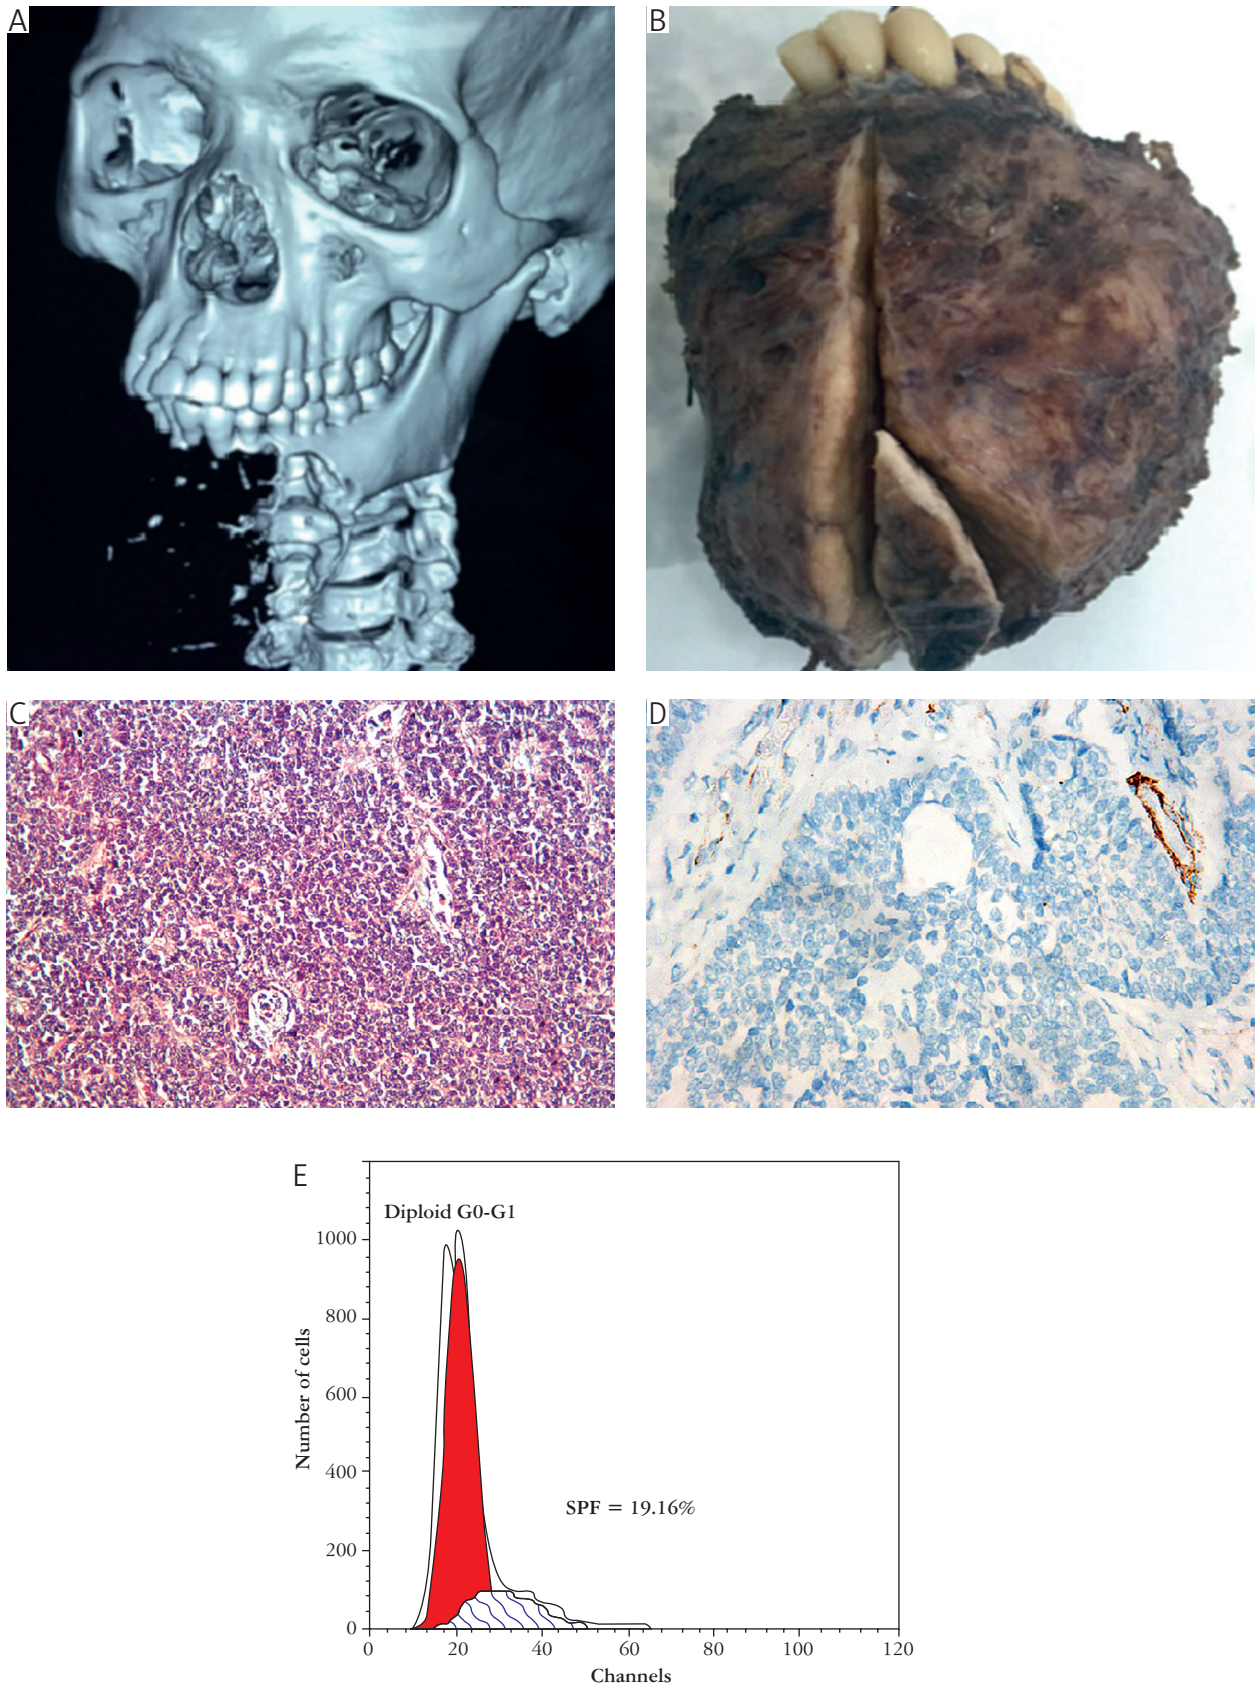 A
B
C
D
E
Diploid G0-G1
1000
800
600
400
200
0
Number of cells
SPF = 19.16%
0 20 40 60 80 100 120
Channels